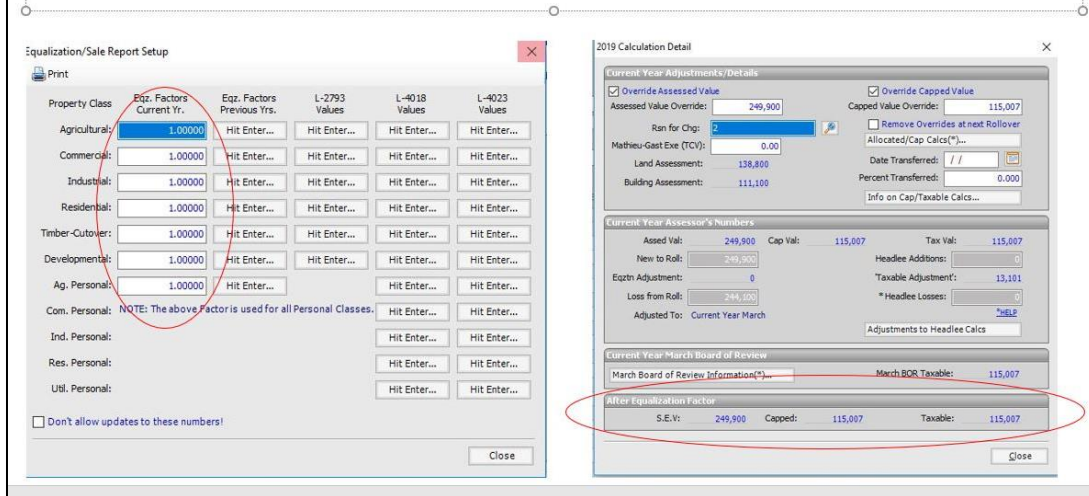 Equalization/Sale Report Setup
Print
Property Class Eqz. Factors Current Yr. Eqz. Factors Previous Yrs. L-2793 Values L-4018 Values L-4023 Values
Agricultural: 1.00000 Hit Enter... Hit Enter... Hit Enter... Hit Enter...
Commercial: 1.00000 Hit Enter... Hit Enter... Hit Enter... Hit Enter...
Industrial: 1.00000 Hit Enter... Hit Enter... Hit Enter... Hit Enter...
Residential: 1.00000 Hit Enter... Hit Enter... Hit Enter... Hit Enter...
Timber-Cutover: 1.00000 Hit Enter... Hit Enter... Hit Enter... Hit Enter...
Developmental: 1.00000 Hit Enter... Hit Enter... Hit Enter... Hit Enter...
Ag. Personal: 1.00000 Hit Enter... Hit Enter... Hit Enter...
Com. Personal: NOTE: The above Factor is used for all Personal Classes. Hit Enter... Hit Enter...
Ind. Personal: Hit Enter... Hit Enter...
Res. Personal: Hit Enter... Hit Enter...
Util. Personal: Hit Enter... Hit Enter...
Don't allow updates to these numbers!
Close
2019 Calculation Detail
Current Year Adjustments/Details
Override Assessed Value Override Capped Value
Assessed Value Override: 249,900 Capped Value Override: 115,007
Rsn for Chg: 2 Remove Overrides at next Rollover
Mathieu-Gast Exe (TCV): 0.00 Allocated/Cap Calcs(*)...
Land Assessment: 138,800 Date Transferred: / /
Building Assessment: 111,100 Percent Transferred: 0.000
Info on Cap/Taxable Calcs...
Current Year Assessor's Numbers
Assed Val: 249,900 Cap Val: 115,007 Tax Val: 115,007
New to Roll: 249,900 Headlee Additions: 0
Eqztn Adjustment: 0 'Taxable Adjustment': 13,101
Loss from Roll: 244,100 * Headlee Losses: 0
Adjusted To: Current Year March *HELP
Adjustments to Headlee Calcs
Current Year March Board of Review
March Board of Review Information(*)... March BOR Taxable: 115,007
After Equalization Factor
S.E.V: 249,900 Capped: 115,007 Taxable: 115,007
Close